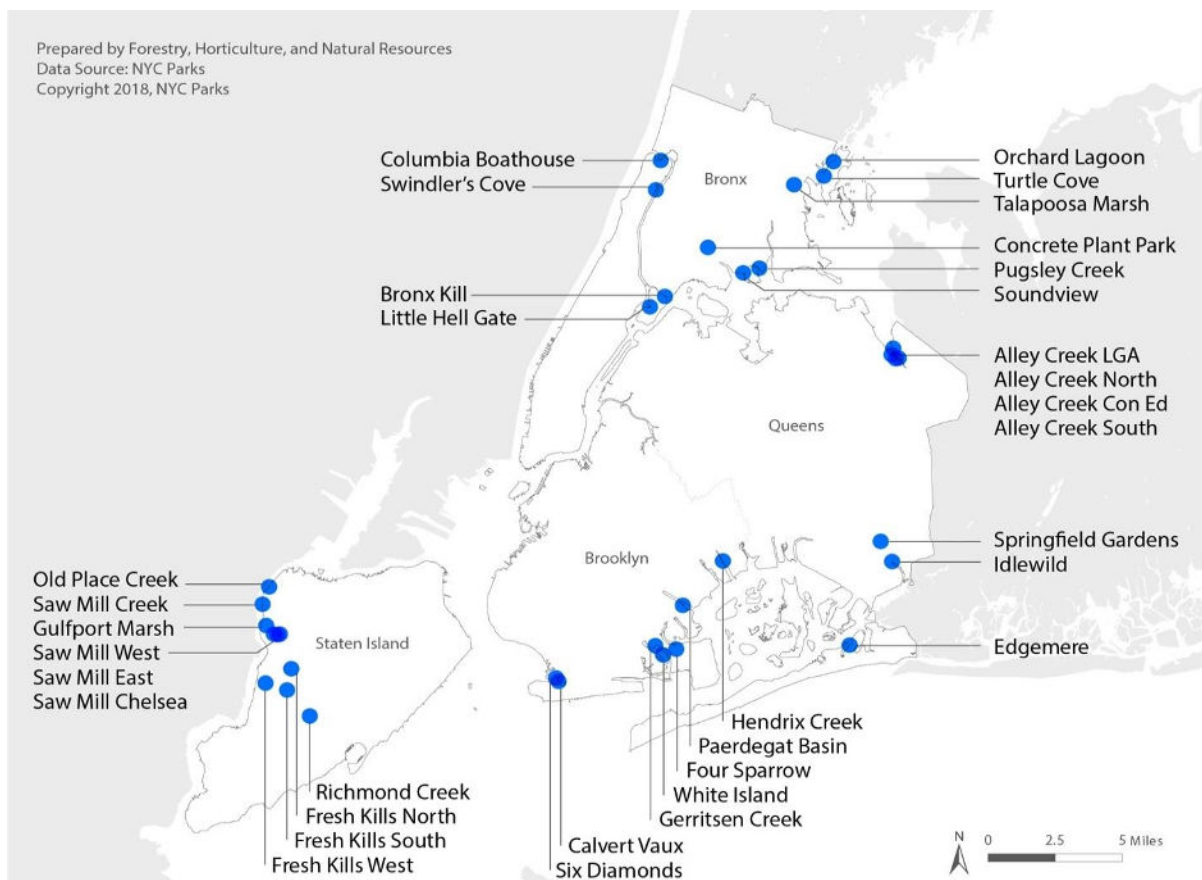 Prepared by Forestry, Horticulture, and Natural Resources
Data Source: NYC Parks
Copyright 2018, NYC Parks
Columbia Boathouse
Swindler's Cove
Bronx
Orchard Lagoon
Turtle Cove
Talapoosa Marsh
Concrete Plant Park
Pugsley Creek
Soundview
Bronx Kill
Little Hell Gate
Alley Creek LGA
Alley Creek North
Alley Creek Con Ed
Alley Creek South
Queens
Springfield Gardens
Idlewild
Edgemere
Brooklyn
Old Place Creek
Saw Mill Creek
Gulfport Marsh
Saw Mill West
Saw Mill East
Saw Mill Chelsea
Staten Island
Hendrix Creek
Paerdegat Basin
Four Sparrow
White Island
Gerritsen Creek
Calvert Vaux
Six Diamonds
Richmond Creek
Fresh Kills North
Fresh Kills South
Fresh Kills West
N
0 2.5 5 Miles